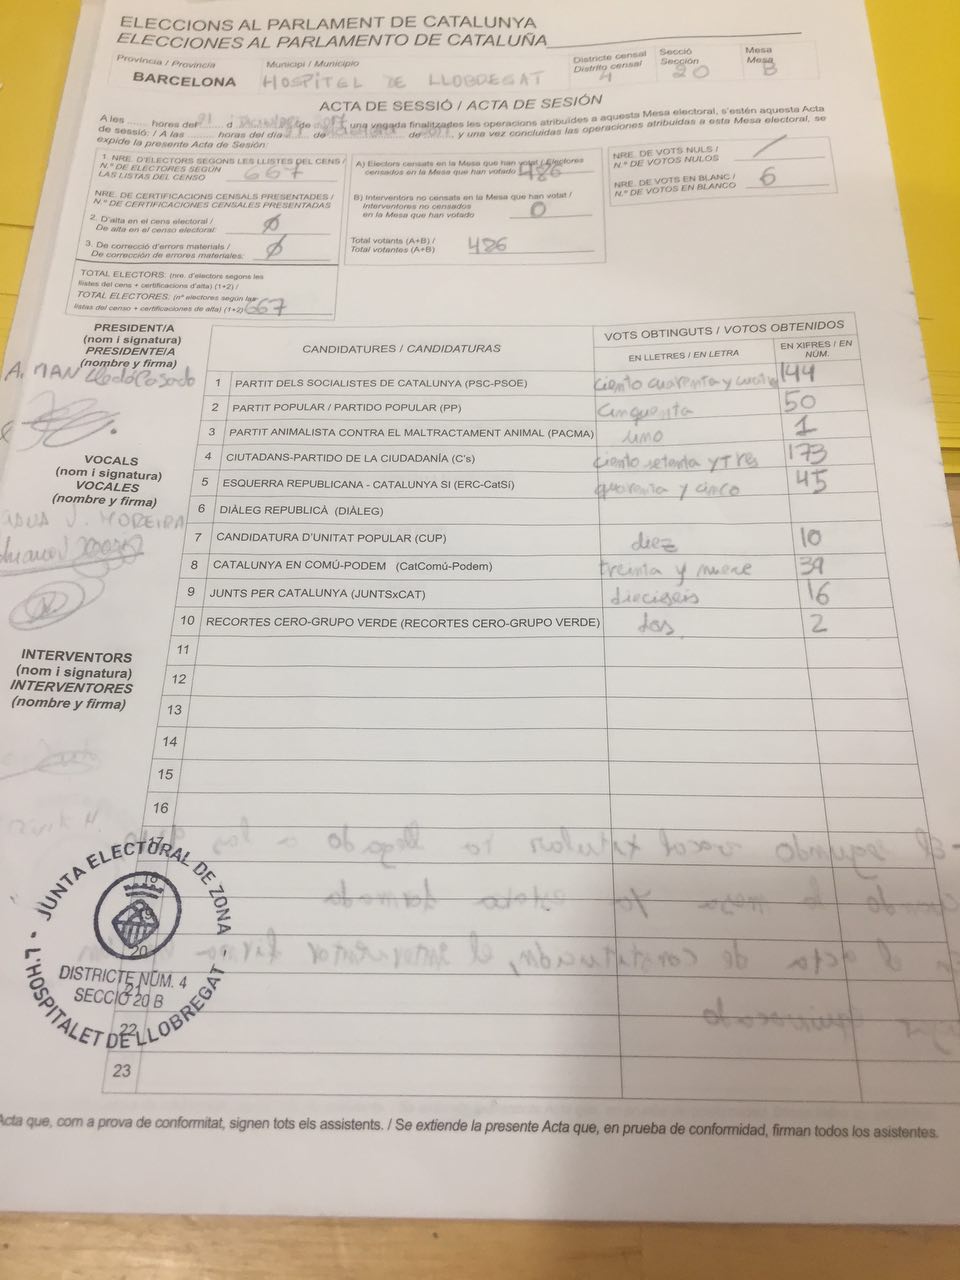 ELECCIONS AL PARLAMENT DE CATALUNYA
ELECCIONES AL PARLAMENTO DE CATALUÑA
Província / Provincia
BARCELONA
Municipi / Municipio
HOSPITEL DE LLOBREGAT
Districte censal
Distrito censal
4
Secció
Sección
20
Mesa
Mesa
B
ACTA DE SESSIÓ / ACTA DE SESIÓN
A les ....... hores del 21 d de una vegada finalitzades les operacions atribuïdes a aquesta Mesa electoral, s'estén aquesta Acta
de sessió: / A las ........ horas del día de de , y una vez concluidas las operaciones atribuidas a esta Mesa electoral, se
expide la presente Acta de Sesión:
1. NRE. D'ELECTORS SEGONS LES LLISTES DEL CENS /
N.º DE ELECTORES SEGÚN
LAS LISTAS DEL CENSO 667
NRE. DE CERTIFICACIONS CENSALS PRESENTADES /
N.º DE CERTIFICACIONES CENSALES PRESENTADAS
2. D'alta en el cens electoral /
De alta en el censo electoral: Ø
3. De correcció d'errors materials /
De corrección de errores materiales: Ø
TOTAL ELECTORS: (nre. d'electors segons les
llistes del cens + certificacions d'alta) (1+2) /
TOTAL ELECTORES: (nº electores según las
listas del censo + certificaciones de alta) (1+2) 667
A) Electors censats en la Mesa que han votat / Electores
censados en la Mesa que han votado 486
B) Interventors no censats en la Mesa que han votat /
Interventores no censados
en la Mesa que han votado 0
Total votants (A+B) /
Total votantes (A+B) 486
NRE. DE VOTS NULS /
N.º DE VOTOS NULOS /
NRE. DE VOTS EN BLANC /
N.º DE VOTOS EN BLANCO 6
PRESIDENT/A
(nom i signatura)
PRESIDENTE/A
(nombre y firma)
VOCALS
(nom i signatura)
VOCALES
(nombre y firma)
J. MOREIRA
INTERVENTORS
(nom i signatura)
INTERVENTORES
(nombre y firma)
CANDIDATURES / CANDIDATURAS
VOTS OBTINGUTS / VOTOS OBTENIDOS
EN LLETRES / EN LETRA
EN XIFRES / EN NÚM.
1 PARTIT DELS SOCIALISTES DE CATALUNYA (PSC-PSOE) ciento cuarenta y cuatro 144
2 PARTIT POPULAR / PARTIDO POPULAR (PP) cinquenta 50
3 PARTIT ANIMALISTA CONTRA EL MALTRACTAMENT ANIMAL (PACMA) uno 1
4 CIUTADANS-PARTIDO DE LA CIUDADANÍA (C's) ciento setenta y Tres 173
5 ESQUERRA REPUBLICANA - CATALUNYA SI (ERC-CatSí) quarenta y cinco 45
6 DIÀLEG REPUBLICÀ (DIÀLEG)
7 CANDIDATURA D'UNITAT POPULAR (CUP) diez 10
8 CATALUNYA EN COMÚ-PODEM (CatComú-Podem) treinta y nueve 39
9 JUNTS PER CATALUNYA (JUNTSxCAT) dieciseis 16
10 RECORTES CERO-GRUPO VERDE (RECORTES CERO-GRUPO VERDE) dos 2
11
12
13
14
15
16
17
18
19
20
21
22
23
JUNTA ELECTORAL DE ZONA
DISTRICTE NÚM. 4
SECCIÓ 20 B
L'HOSPITALET DE LLOBREGAT
Acta que, com a prova de conformitat, signen tots els assistents. / Se extiende la presente Acta que, en prueba de conformidad, firman todos los asistentes.